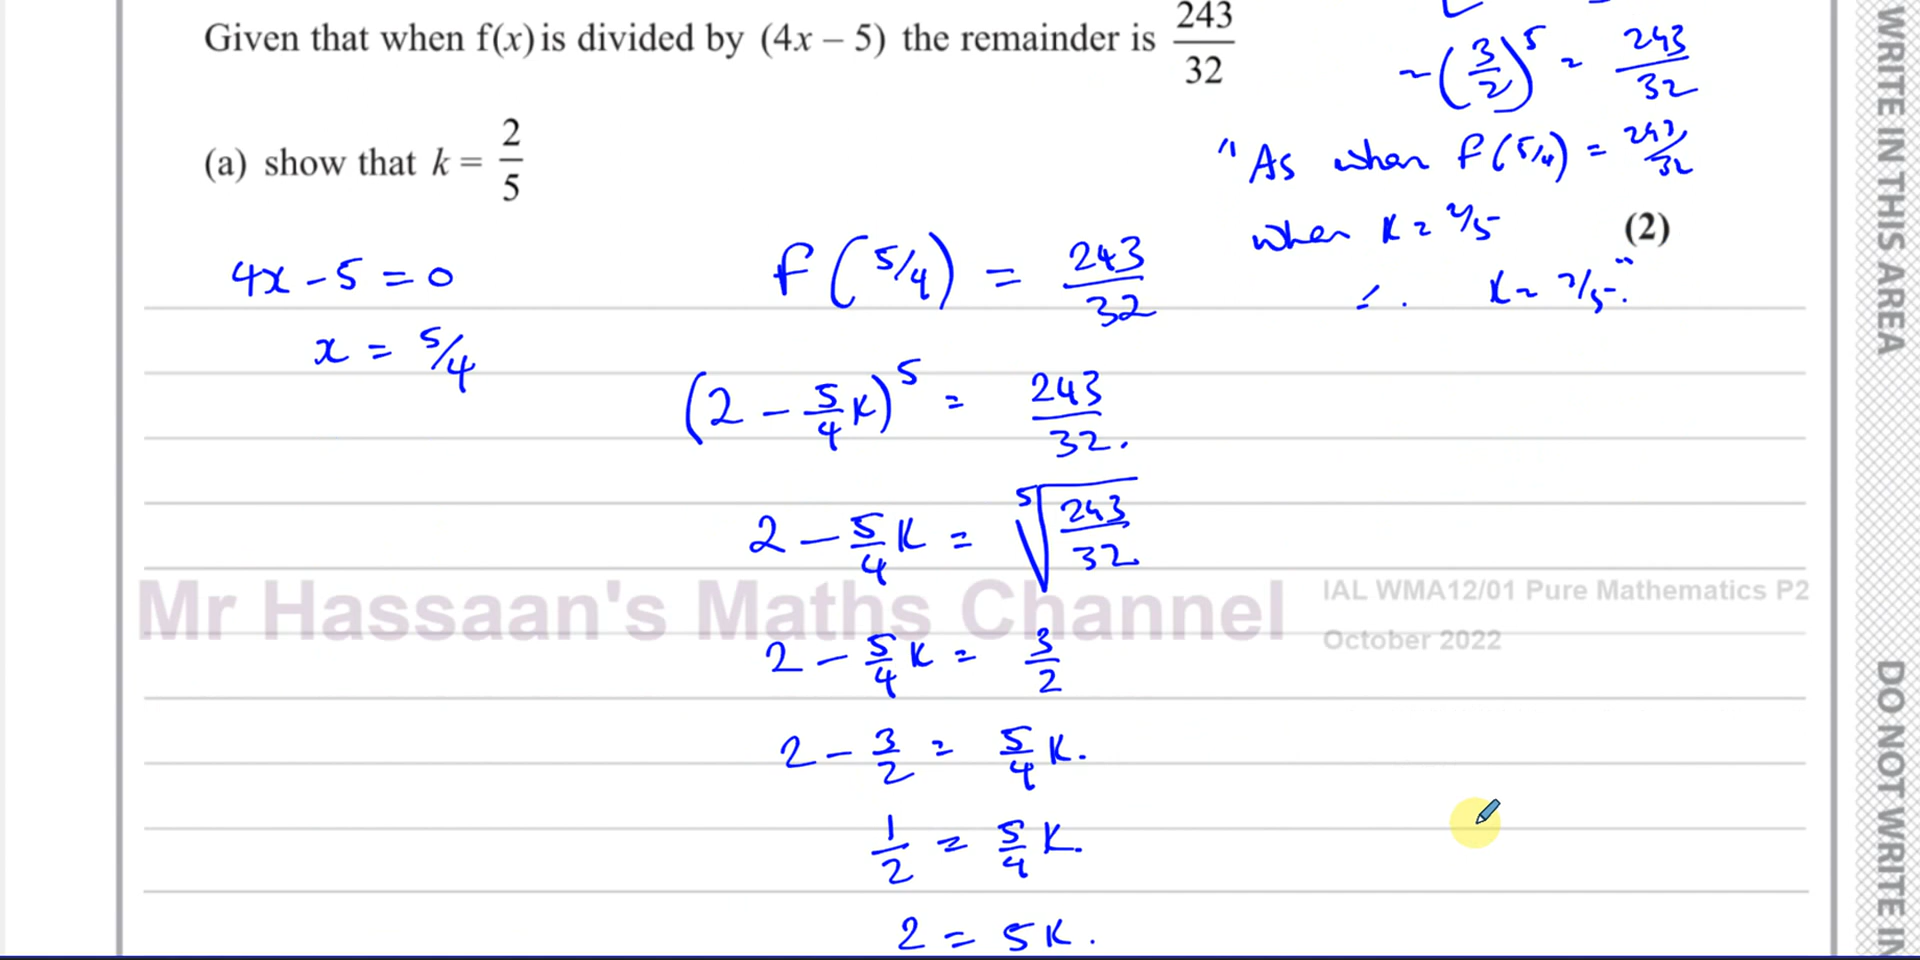 Given that when f(x) is divided by (4x – 5) the remainder is 243/32
(a) show that k = 2/5
(2)
~ (3/2)^5 = 243/32
"As when f(5/4) = 243/32
when k = 2/5
∴ k = 2/5."
4x - 5 = 0
x = 5/4
f(5/4) = 243/32
(2 - 5/4 k)^5 = 243/32.
2 - 5/4 k = ⁵√(243/32)
2 - 5/4 k = 3/2
2 - 3/2 = 5/4 k.
1/2 = 5/4 k.
2 = 5k.
Mr Hassaan's Maths Channel
IAL WMA12/01 Pure Mathematics P2
October 2022
WRITE IN THIS AREA
DO NOT WRITE IN